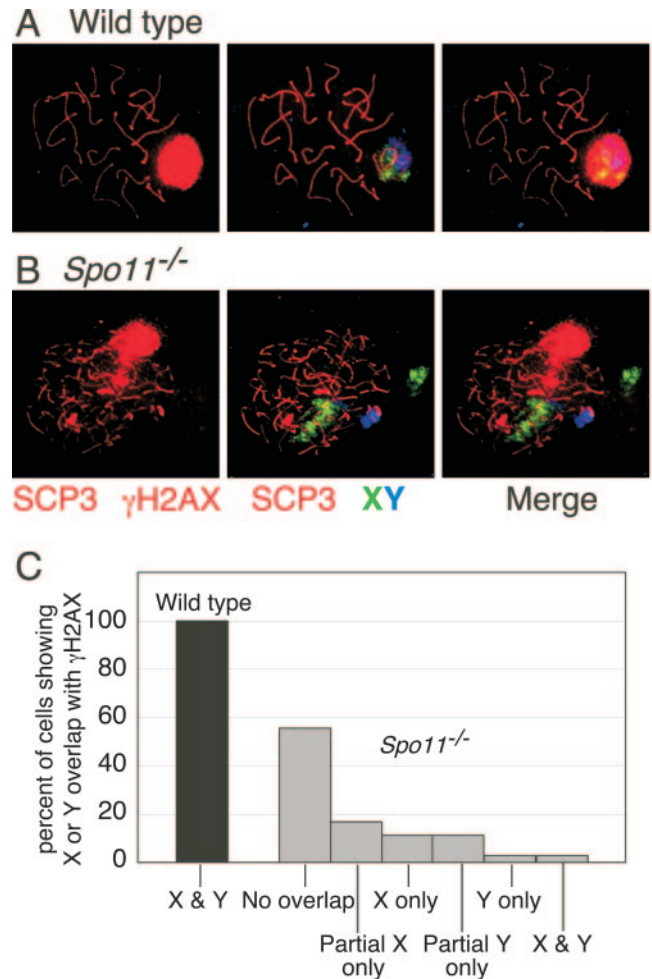 A Wild type
B Spo11-/-
SCP3 γH2AX SCP3 XY Merge
C
percent of cells showing
X or Y overlap with γH2AX
100
80
60
40
20
0
Wild type
Spo11-/-
X & Y No overlap X only Y only
Partial X only Partial Y only X & Y